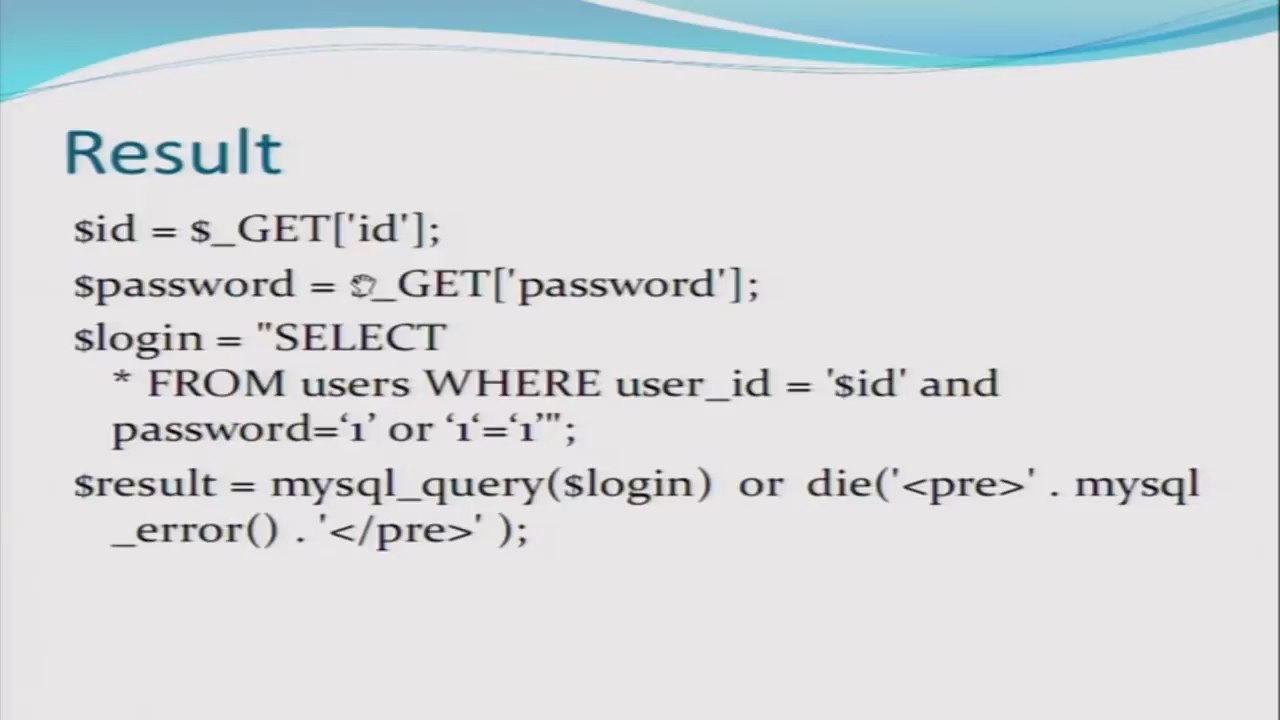 Result
$id = $_GET['id'];
$password = $_GET['password'];
$login = "SELECT
* FROM users WHERE user_id = '$id' and
password=‘1’ or ‘1‘=‘1’";
$result = mysql_query($login) or die('<pre>' . mysql
_error() . '</pre>' );